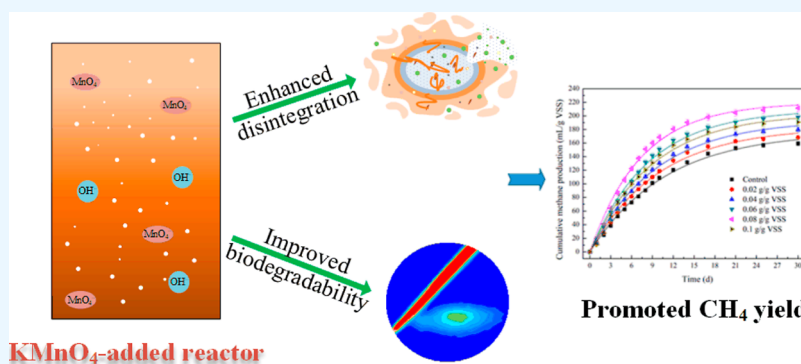 MnO₄
MnO₄
OH
OH
MnO₄
OH
MnO₄
KMnO₄-added reactor
Enhanced
disintegration
Improved
biodegradability
Cumulative methane production (mL/g VSS)
240
220
200
180
160
140
120
100
80
60
40
20
0
-20
Control
0.02 g/g VSS
0.04 g/g VSS
0.06 g/g VSS
0.08 g/g VSS
0.1 g/g VSS
0 3 6 9 12 15 18 21 24 27 30
Time (d)
Promoted CH₄ yield